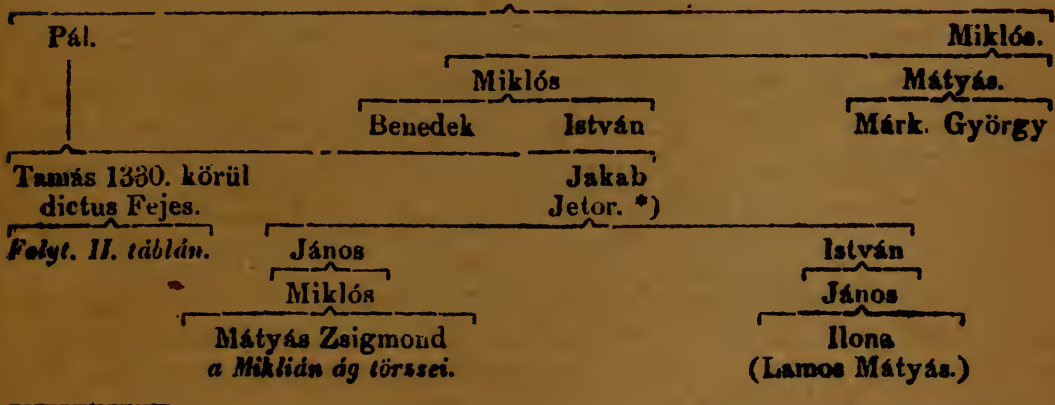 Pál. Miklós.
Miklós Mátyás.
Benedek István Márk. György
Tamás 1330. körül Jakab
dictus Fejes. Jetor. *)
Folyt. II. táblán. János István
Miklós János
Mátyás Zsigmond Ilona
a Miklián ág törzsei. (Lamos Mátyás.)